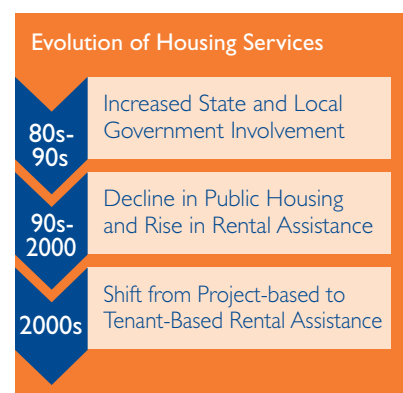 Evolution of Housing Services
80s-
90s
Increased State and Local
Government Involvement
90s-
2000
Decline in Public Housing
and Rise in Rental Assistance
2000s
Shift from Project-based to
Tenant-Based Rental Assistance